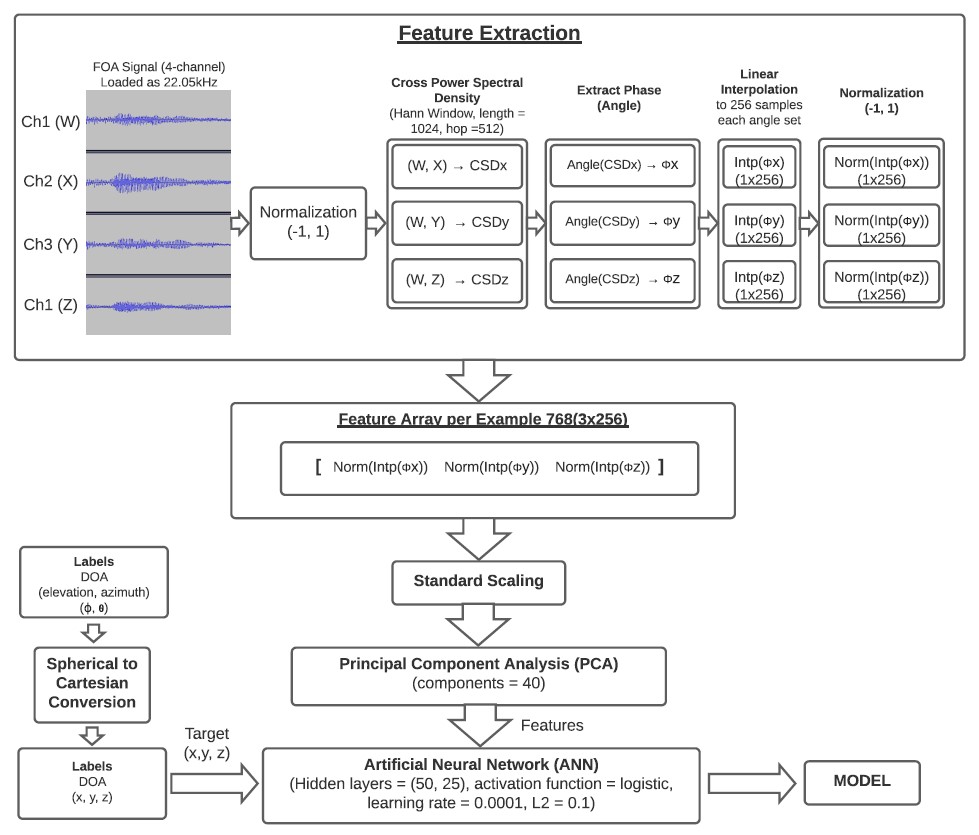 Feature Extraction
FOA Signal (4-channel)
Loaded as 22.05kHz
Ch1 (W)
Ch2 (X)
Ch3 (Y)
Ch1 (Z)
Normalization
(-1, 1)
Cross Power Spectral
Density
(Hann Window, length =
1024, hop =512)
(W, X) → CSDx
(W, Y) → CSDy
(W, Z) → CSDz
Extract Phase
(Angle)
Angle(CSDx) → Φx
Angle(CSDy) → Φy
Angle(CSDz) → Φz
Linear
Interpolation
to 256 samples
each angle set
Intp(Φx)
(1x256)
Intp(Φy)
(1x256)
Intp(Φz)
(1x256)
Normalization
(-1, 1)
Norm(Intp(Φx))
(1x256)
Norm(Intp(Φy))
(1x256)
Norm(Intp(Φz))
(1x256)
Feature Array per Example 768(3x256)
[ Norm(Intp(Φx)) Norm(Intp(Φy)) Norm(Intp(Φz)) ]
Standard Scaling
Principal Component Analysis (PCA)
(components = 40)
Features
Labels
DOA
(elevation, azimuth)
(ϕ, θ)
Spherical to
Cartesian
Conversion
Labels
DOA
(x, y, z)
Target
(x,y, z)
Artificial Neural Network (ANN)
(Hidden layers = (50, 25), activation function = logistic,
learning rate = 0.0001, L2 = 0.1)
MODEL